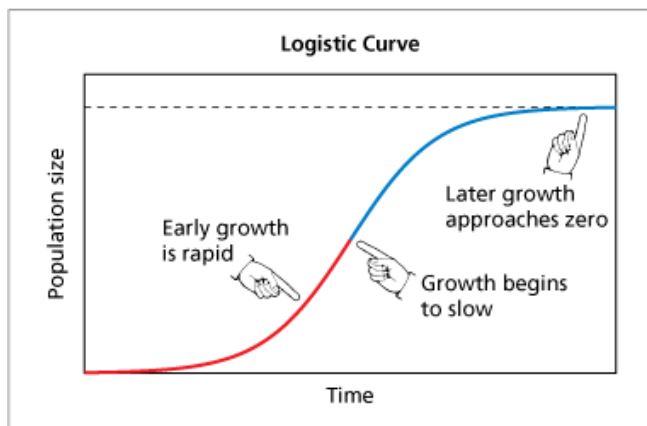 Logistic Curve
Population size
Early growth
is rapid
Later growth
approaches zero
Growth begins
to slow
Time